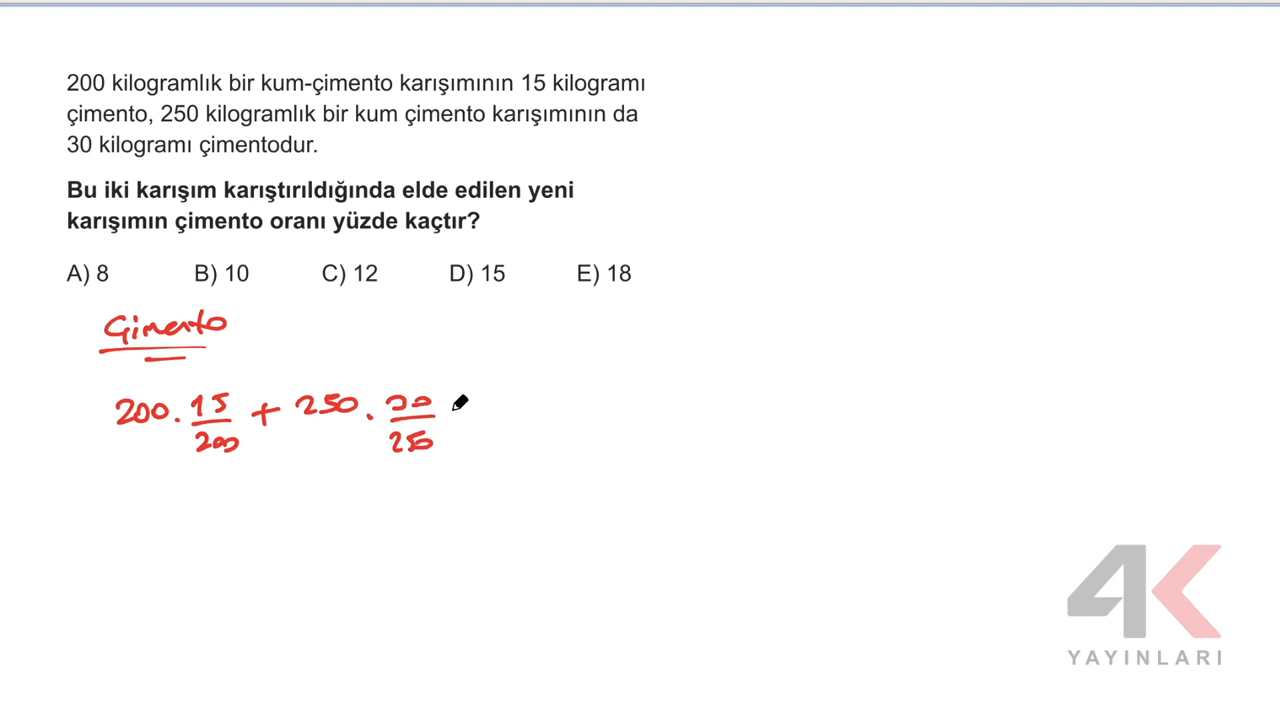 200 kilogramlık bir kum-çimento karışımının 15 kilogramı
çimento, 250 kilogramlık bir kum çimento karışımının da
30 kilogramı çimentodur.
Bu iki karışım karıştırıldığında elde edilen yeni
karışımın çimento oranı yüzde kaçtır?
A) 8 B) 10 C) 12 D) 15 E) 18
Çimento
200 . 15/200 + 250 . 30/250
4K
YAYINLARI